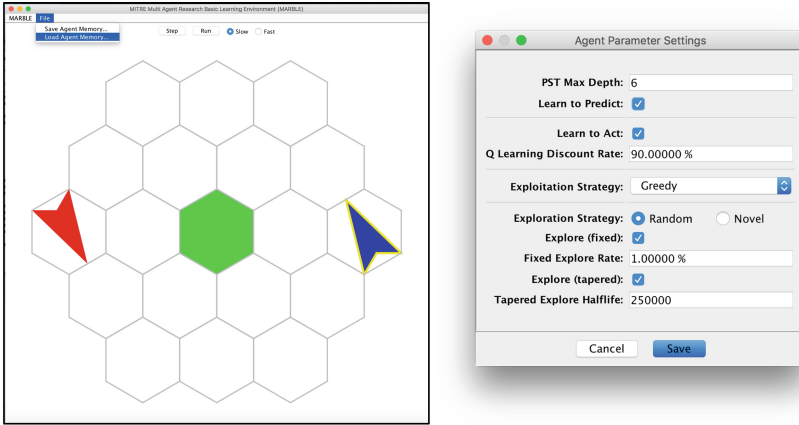 MITRE Multi Agent Research Basic Learning Environment (MARBLE)
MARBLE File
Save Agent Memory...
Load Agent Memory...
Step Run Slow Fast
Agent Parameter Settings
PST Max Depth: 6
Learn to Predict:
Learn to Act:
Q Learning Discount Rate: 90.00000 %
Exploitation Strategy: Greedy
Exploration Strategy: Random Novel
Explore (fixed):
Fixed Explore Rate: 1.00000 %
Explore (tapered):
Tapered Explore Halflife: 250000
Cancel Save